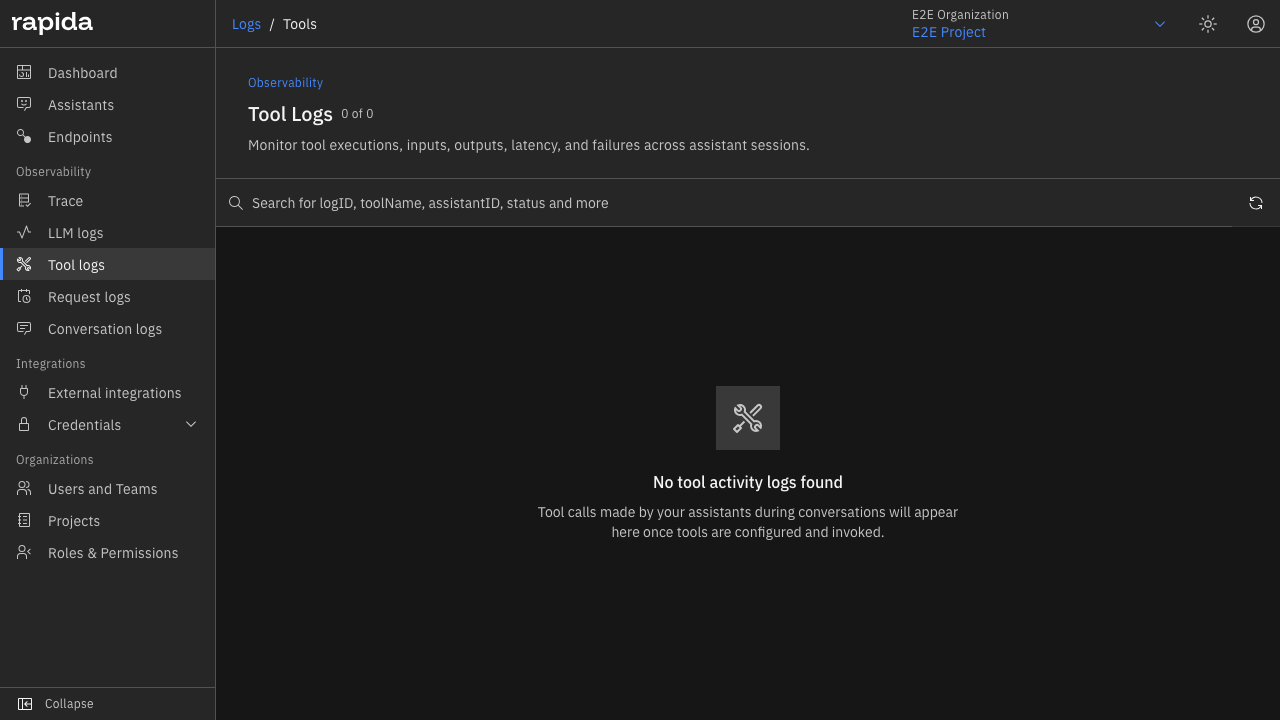 rapida
Logs / Tools
E2E Organization
E2E Project
Dashboard
Assistants
Endpoints
Observability
Trace
LLM logs
Tool logs
Request logs
Conversation logs
Integrations
External integrations
Credentials
Organizations
Users and Teams
Projects
Roles & Permissions
Collapse
Observability
Tool Logs 0 of 0
Monitor tool executions, inputs, outputs, latency, and failures across assistant sessions.
Search for logID, toolName, assistantID, status and more
No tool activity logs found
Tool calls made by your assistants during conversations will appear
here once tools are configured and invoked.